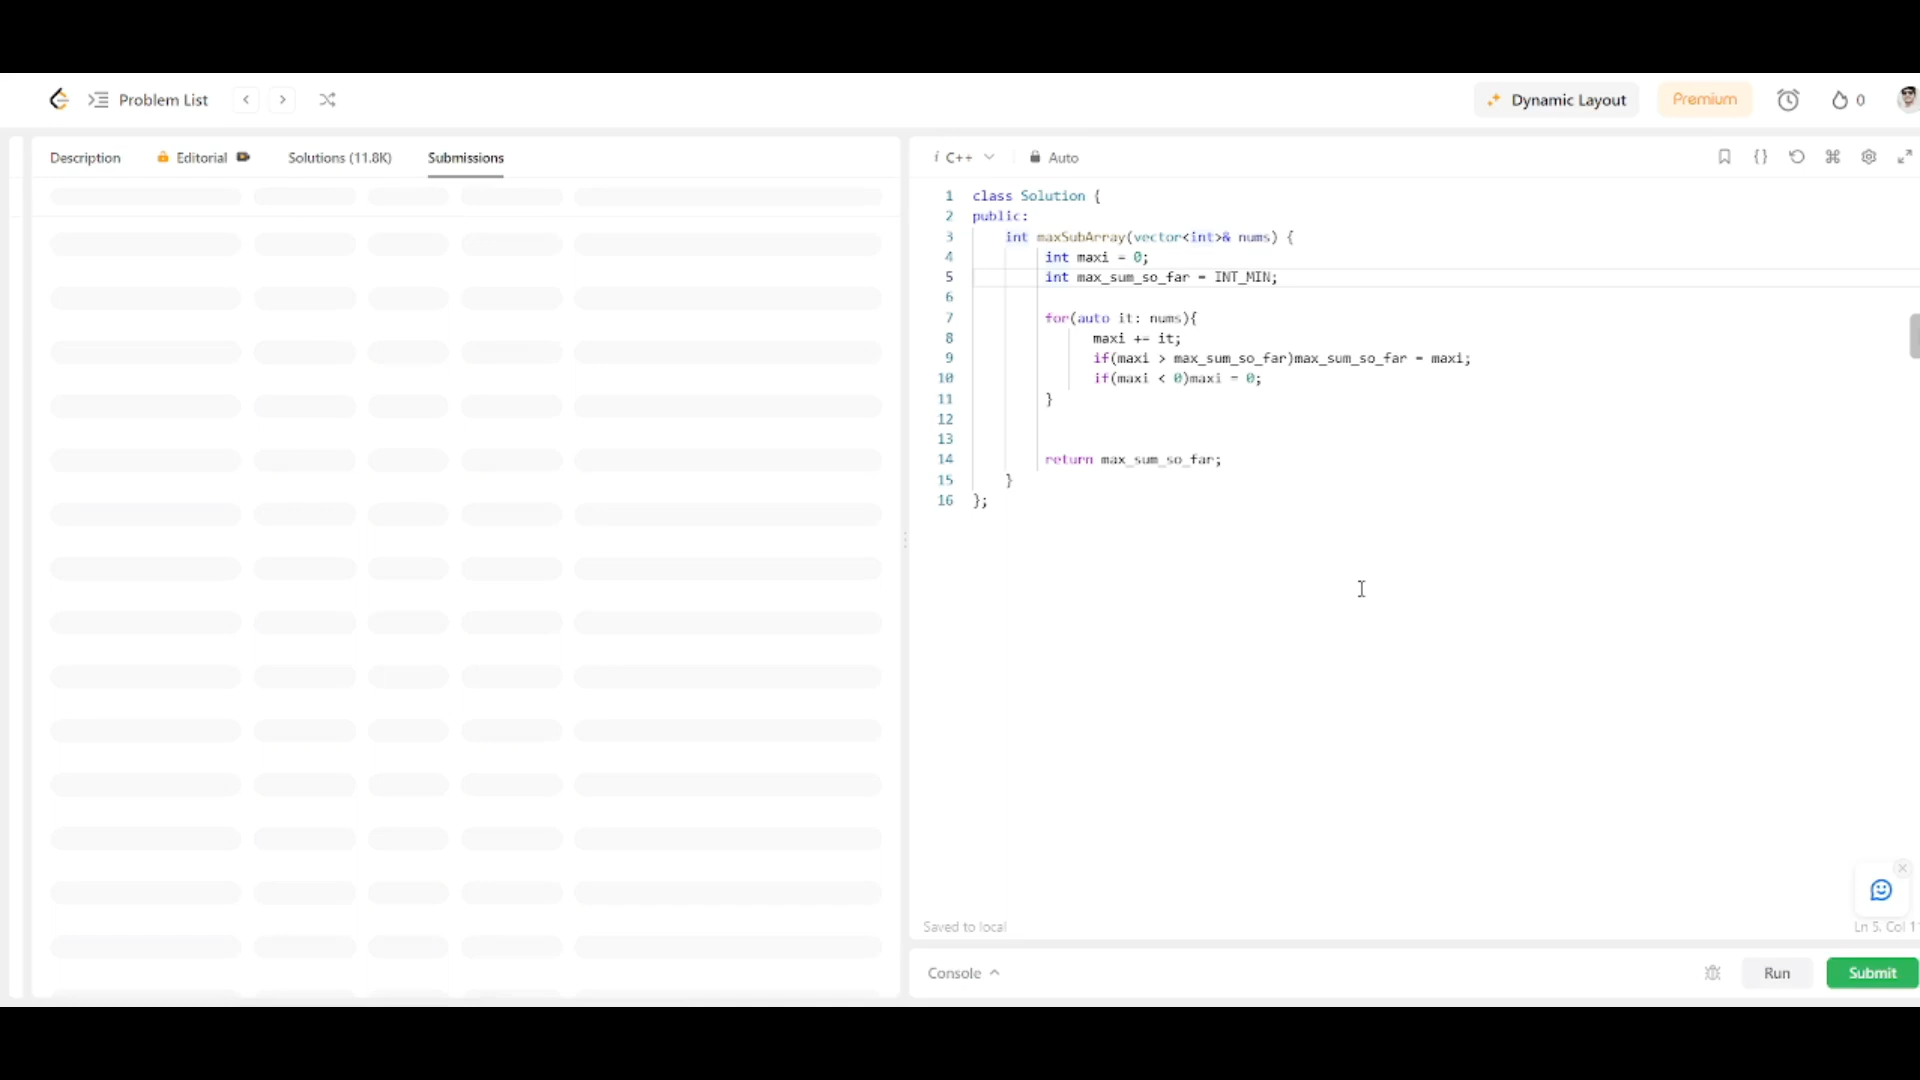 Problem List
Dynamic Layout
Premium
0
Description
Editorial
Solutions (11.8K)
Submissions
i C++
Auto
1 class Solution {
2 public:
3 int maxSubArray(vector<int>& nums) {
4 int maxi = 0;
5 int max_sum_so_far = INT_MIN;
6
7 for(auto it: nums){
8 maxi += it;
9 if(maxi > max_sum_so_far)max_sum_so_far = maxi;
10 if(maxi < 0)maxi = 0;
11 }
12
13
14 return max_sum_so_far;
15 }
16 };
Saved to local
Ln 5, Col 1
Console
Run
Submit